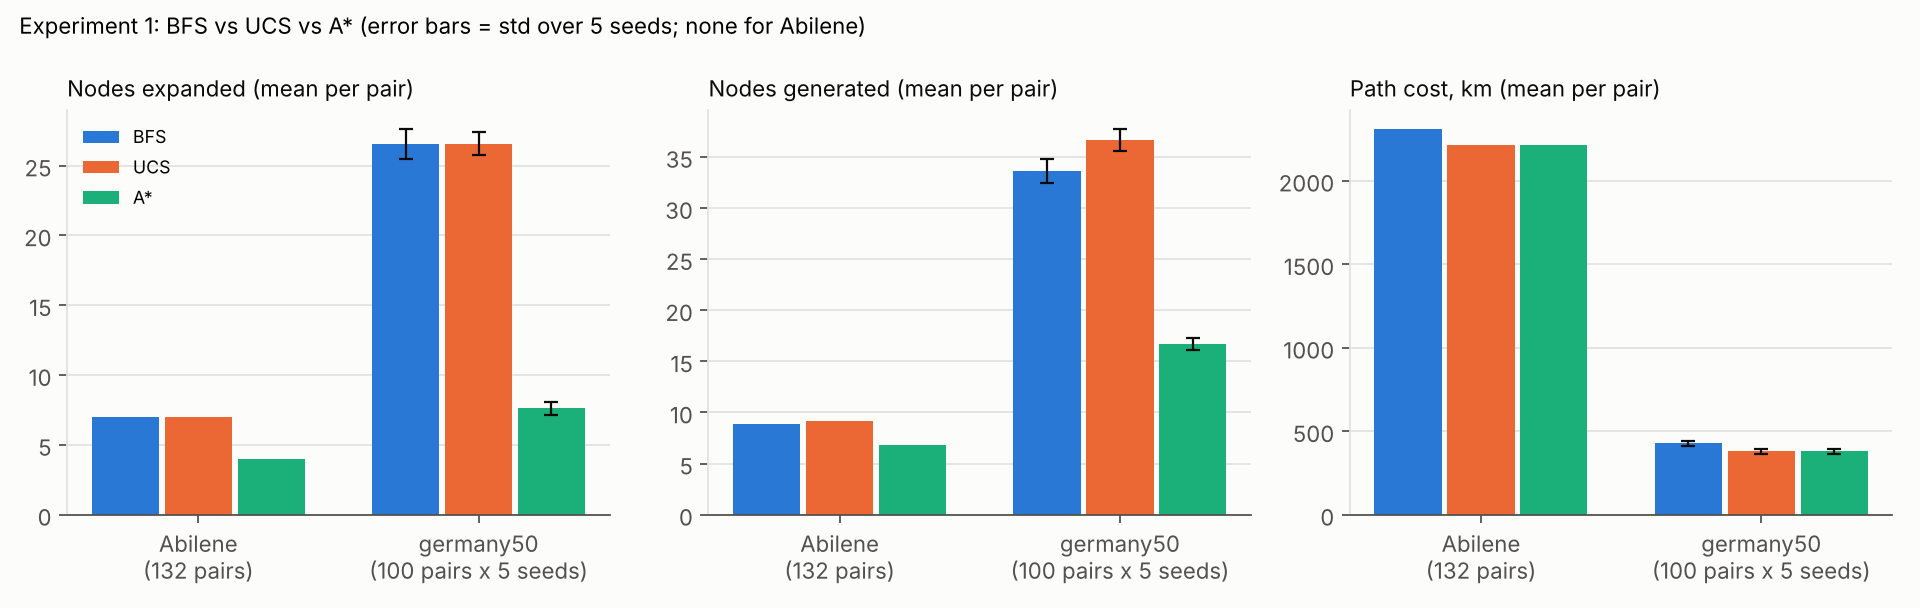 Experiment 1: BFS vs UCS vs A* (error bars = std over 5 seeds; none for Abilene)
Nodes expanded (mean per pair)
BFS
UCS
A*
25
20
15
10
5
0
Abilene
(132 pairs)
germany50
(100 pairs x 5 seeds)
Nodes generated (mean per pair)
35
30
25
20
15
10
5
0
Abilene
(132 pairs)
germany50
(100 pairs x 5 seeds)
Path cost, km (mean per pair)
2000
1500
1000
500
0
Abilene
(132 pairs)
germany50
(100 pairs x 5 seeds)